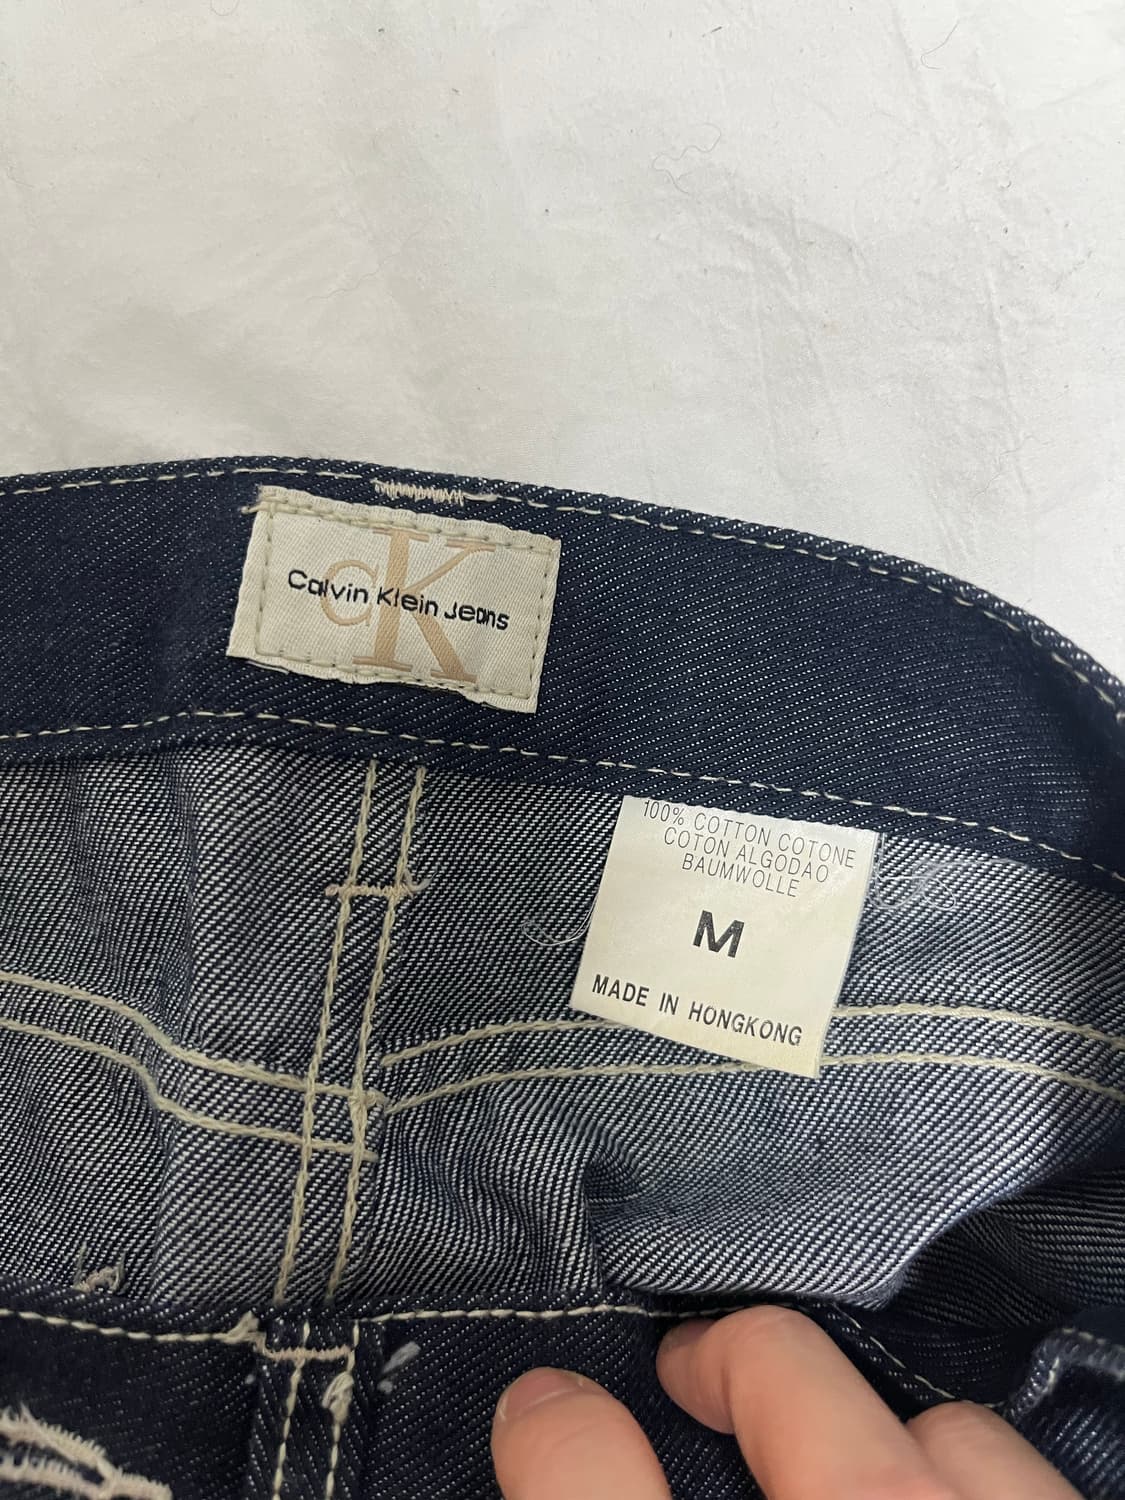 cK
Calvin Klein Jeans
100% COTTON COTONE
COTON ALGODAO
BAUMWOLLE
M
MADE IN HONGKONG